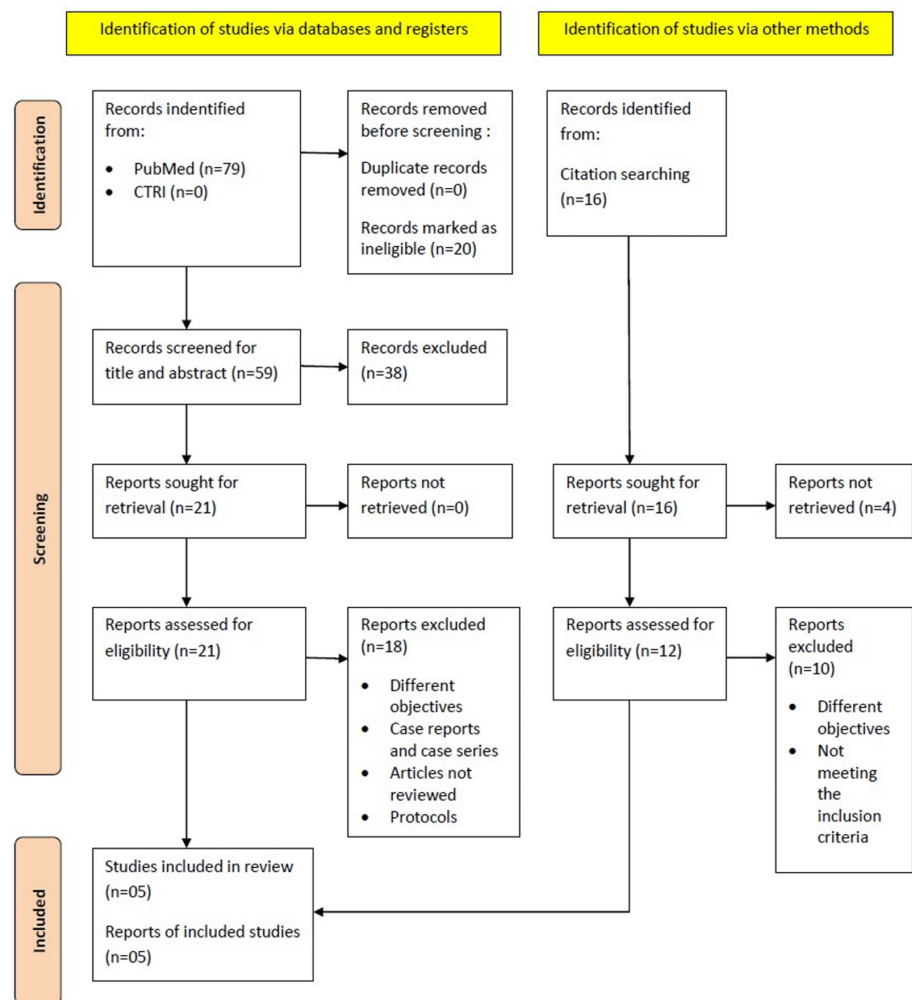 Identification of studies via databases and registers
Identification of studies via other methods
Identification
Records indentified
from:
• PubMed (n=79)
• CTRI (n=0)
Records removed
before screening :
Duplicate records
removed (n=0)
Records marked as
ineligible (n=20)
Records identified
from:
Citation searching
(n=16)
Screening
Records screened for
title and abstract (n=59)
Records excluded
(n=38)
Reports sought for
retrieval (n=21)
Reports not
retrieved (n=0)
Reports sought for
retrieval (n=16)
Reports not
retrieved (n=4)
Reports assessed for
eligibility (n=21)
Reports excluded
(n=18)
• Different
objectives
• Case reports
and case series
• Articles not
reviewed
• Protocols
Reports assessed for
eligibility (n=12)
Reports
excluded
(n=10)
• Different
objectives
• Not
meeting
the
inclusion
criteria
Included
Studies included in review
(n=05)
Reports of included studies
(n=05)